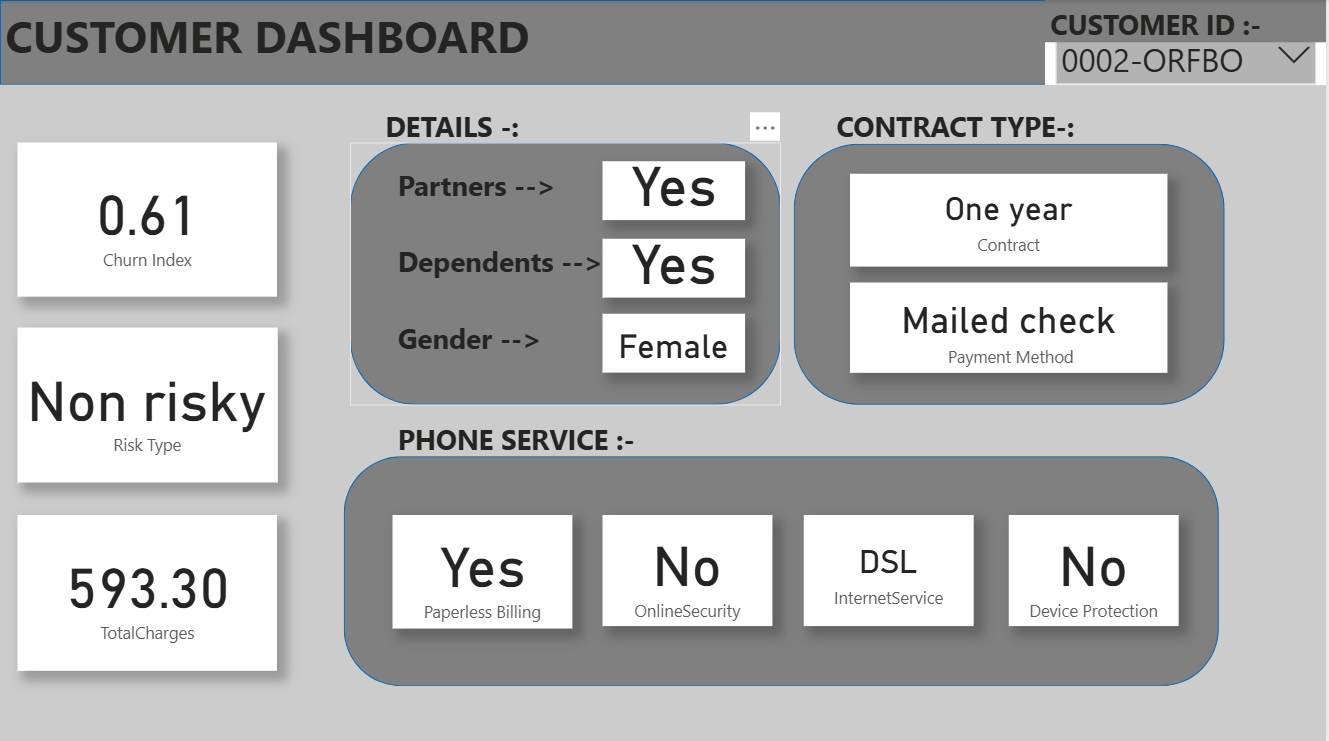 CUSTOMER DASHBOARD
CUSTOMER ID :-
0002-ORFBO
0.61
Churn Index
Non risky
Risk Type
593.30
TotalCharges
DETAILS -:
...
Partners -->
Yes
Dependents -->
Yes
Gender -->
Female
CONTRACT TYPE-:
One year
Contract
Mailed check
Payment Method
PHONE SERVICE :-
Yes
Paperless Billing
No
OnlineSecurity
DSL
InternetService
No
Device Protection